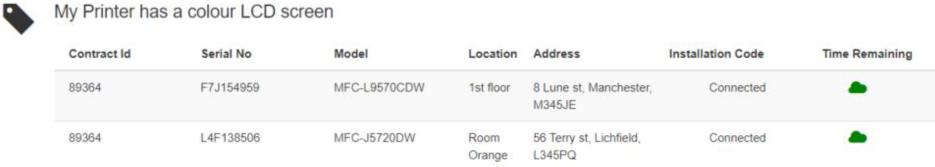 My Printer has a colour LCD screen
Contract Id Serial No Model Location Address Installation Code Time Remaining
89364 F7J154959 MFC-L9570CDW 1st floor 8 Lune st, Manchester, Connected
M345JE
89364 L4F138506 MFC-J5720DW Room 56 Terry st, Lichfield, Connected
Orange L345PQ